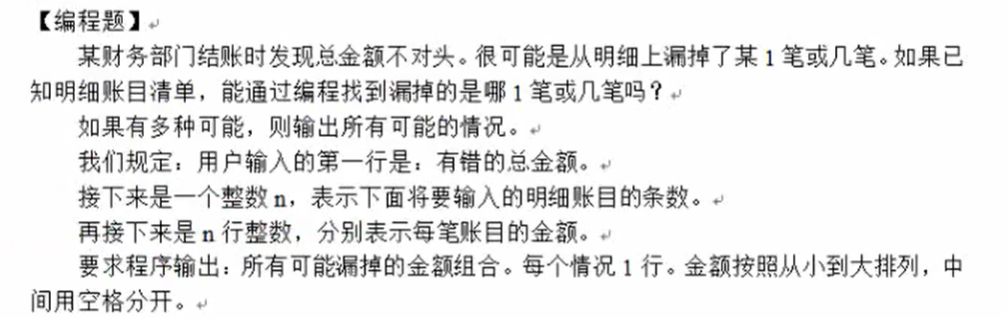 【编程题】
某财务部门结账时发现总金额不对头。很可能是从明细上漏掉了某1笔或几笔。如果已
知明细账目清单，能通过编程找到漏掉的是哪1笔或几笔吗？
如果有多种可能，则输出所有可能的情况。
我们规定：用户输入的第一行是：有错的总金额。
接下来是一个整数n，表示下面将要输入的明细账目的条数。
再接下来是n行整数，分别表示每笔账目的金额。
要求程序输出：所有可能漏掉的金额组合。每个情况1行。金额按照从小到大排列，中
间用空格分开。